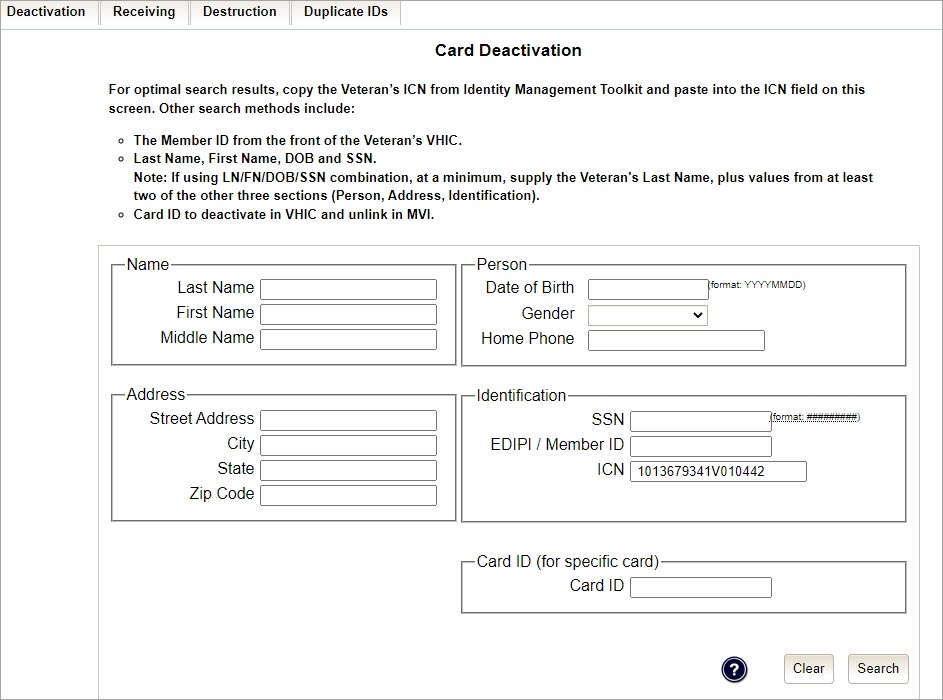 Deactivation
Receiving
Destruction
Duplicate IDs
Card Deactivation
For optimal search results, copy the Veteran's ICN from Identity Management Toolkit and paste into the ICN field on this
screen. Other search methods include:
The Member ID from the front of the Veteran's VHIC.
Last Name, First Name, DOB and SSN.
Note: If using LN/FN/DOB/SSN combination, at a minimum, supply the Veteran's Last Name, plus values from at least
two of the other three sections (Person, Address, Identification).
Card ID to deactivate in VHIC and unlink in MVI.
Name
Last Name
First Name
Middle Name
Person
Date of Birth (format: YYYYMMDD)
Gender
Home Phone
Address
Street Address
City
State
Zip Code
Identification
SSN (format: #########)
EDIPI / Member ID
ICN 1013679341V010442
Card ID (for specific card)
Card ID
? Clear Search